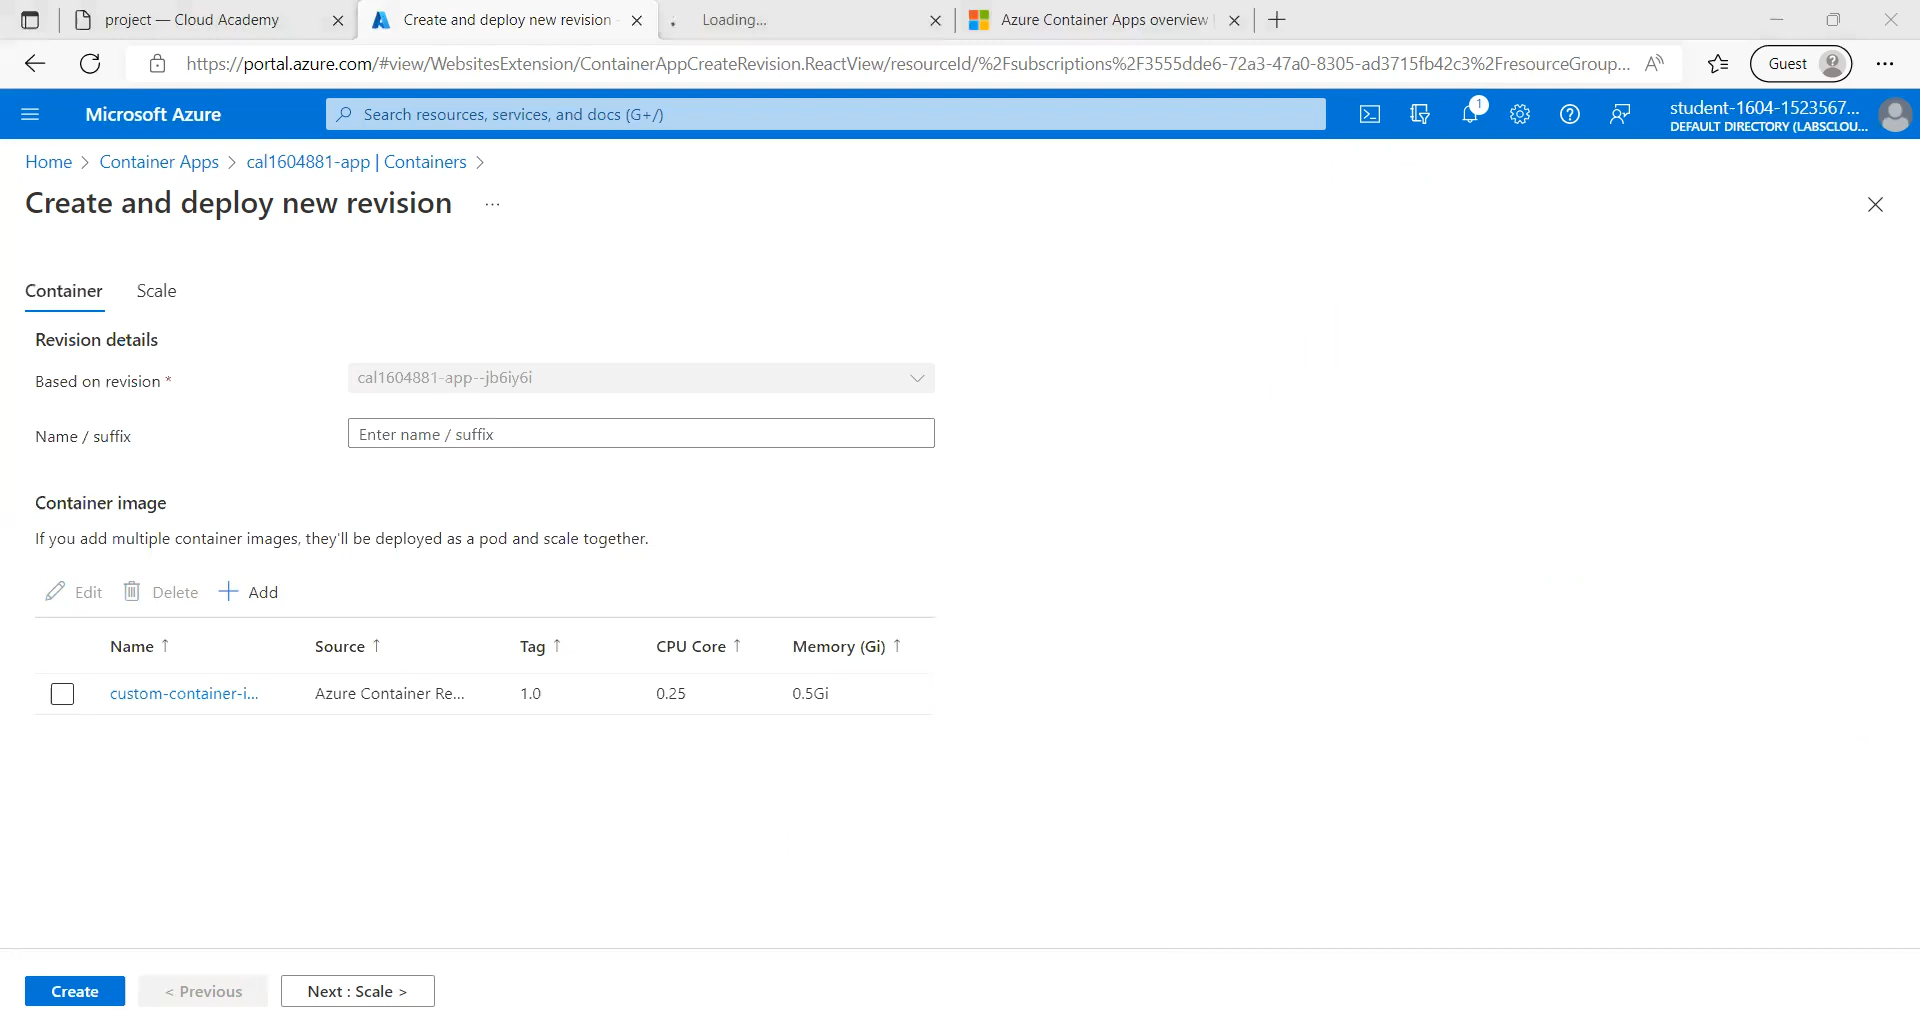 project — Cloud Academy
Create and deploy new revision
Loading...
Azure Container Apps overview
https://portal.azure.com/#view/WebsitesExtension/ContainerAppCreateRevision.ReactView/resourceId/%2Fsubscriptions%2F3555dde6-72a3-47a0-8305-ad3715fb42c3%2FresourceGroup...
Guest
Microsoft Azure
Search resources, services, and docs (G+/)
1
student-1604-1523567...
DEFAULT DIRECTORY (LABSCLOU...
Home > Container Apps > cal1604881-app | Containers >
Create and deploy new revision ...
Container Scale
Revision details
Based on revision *
cal1604881-app--jb6iy6i
Name / suffix
Enter name / suffix
Container image
If you add multiple container images, they'll be deployed as a pod and scale together.
Edit Delete + Add
Name ↑ Source ↑ Tag ↑ CPU Core ↑ Memory (Gi) ↑
custom-container-i... Azure Container Re... 1.0 0.25 0.5Gi
Create < Previous Next : Scale >